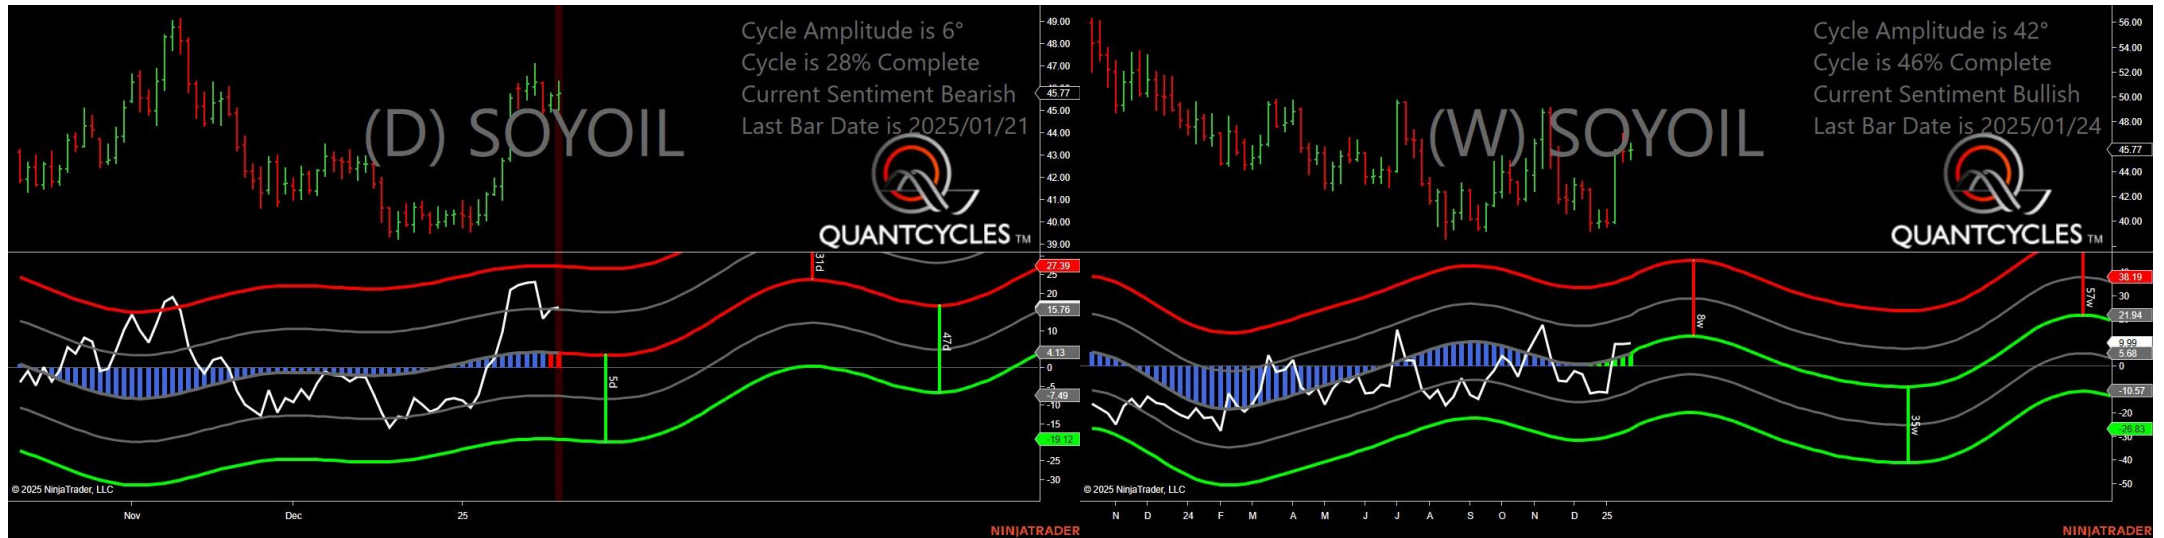 Cycle Amplitude is 6°
Cycle is 28% Complete
Current Sentiment Bearish
Last Bar Date is 2025/01/21
(D) SOYOIL
QUANTCYCLES TM
49.00
48.00
47.00
45.77
45.00
44.00
43.00
42.00
41.00
40.00
39.00
31d
5d
47d
27.39
25
20
15.76
10
4.13
0
-5
-7.49
-10
-15
-19.12
-25
-30
© 2025 NinjaTrader, LLC
Nov Dec 25
NINJATRADER
Cycle Amplitude is 42°
Cycle is 46% Complete
Current Sentiment Bullish
Last Bar Date is 2025/01/24
(W) SOYOIL
QUANTCYCLES TM
56.00
54.00
52.00
50.00
48.00
45.77
44.00
42.00
40.00
8w
35w
57w
38.19
30
21.94
9.99
5.68
0
-10.57
-20
-26.83
-30
-40
-50
© 2025 NinjaTrader, LLC
N D 24 F M A M J J A S O N D 25
NINJATRADER